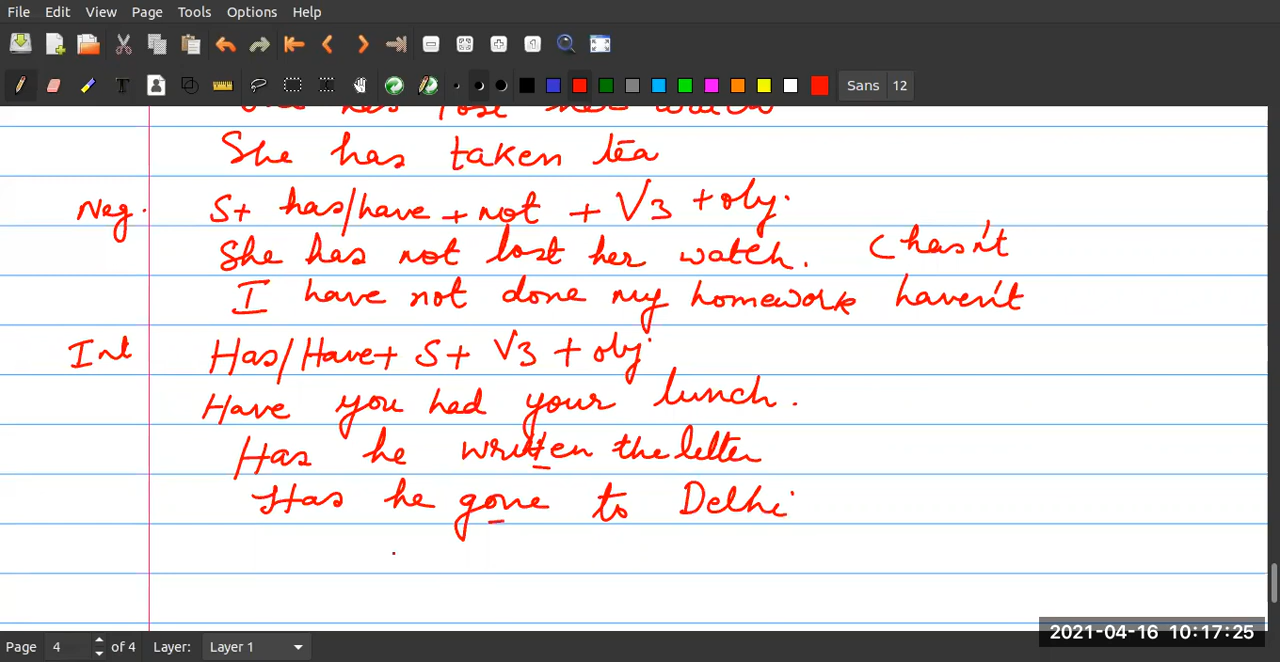 File Edit View Page Tools Options Help
Sans 12
She has taken tea
Neg. S+ has/have + not + V3 + obj.
She has not lost her watch. ( hasn't
I have not done my homework haven't
Int Has/Have+ S+ V3 + obj.
Have you had your lunch.
Has he written the letter
Has he gone to Delhi
2021-04-16 10:17:25
Page 4 of 4 Layer: Layer 1